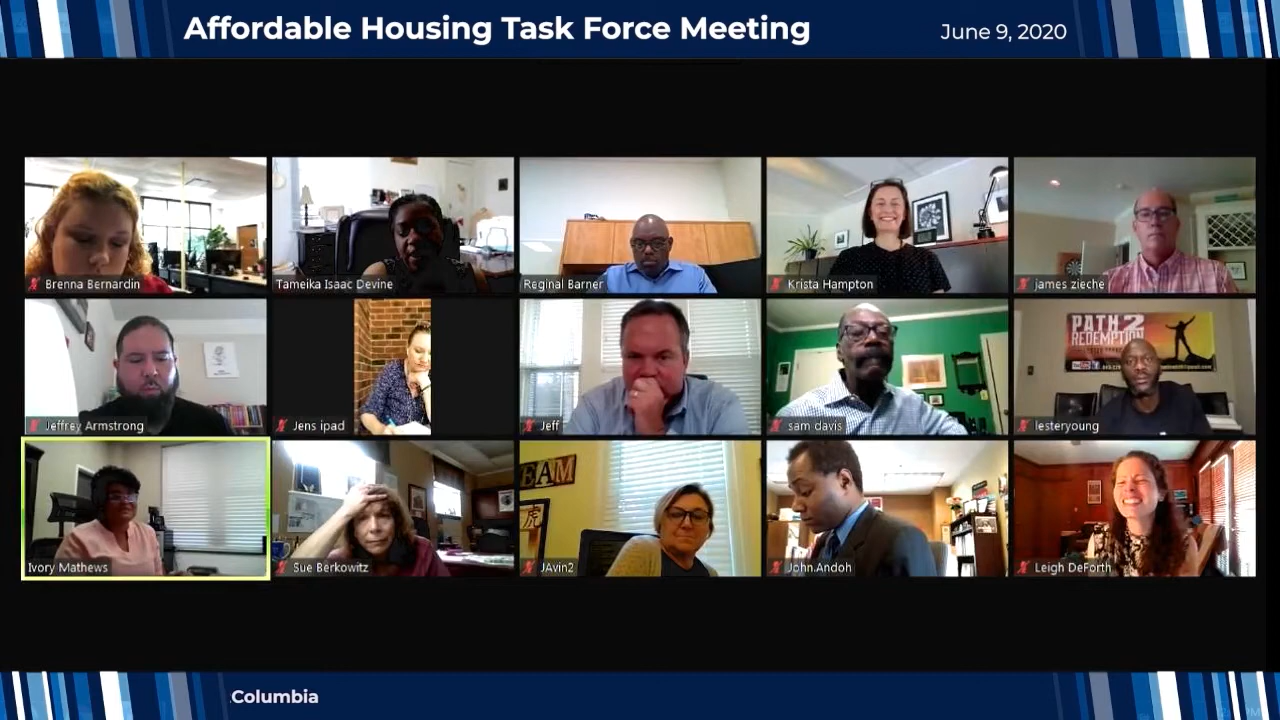 Affordable Housing Task Force Meeting
June 9, 2020
Brenna Bernardin
Tameika Isaac Devine
Reginal Barner
Krista Hampton
james zieche
Jeffrey Armstrong
Jens ipad
Jeff
sam davis
PATH 2
REDEMPTION
lesteryoung
Ivory Mathews
Sue Berkowitz
EAM
JAvin2
John.Andoh
Leigh DeForth
Columbia